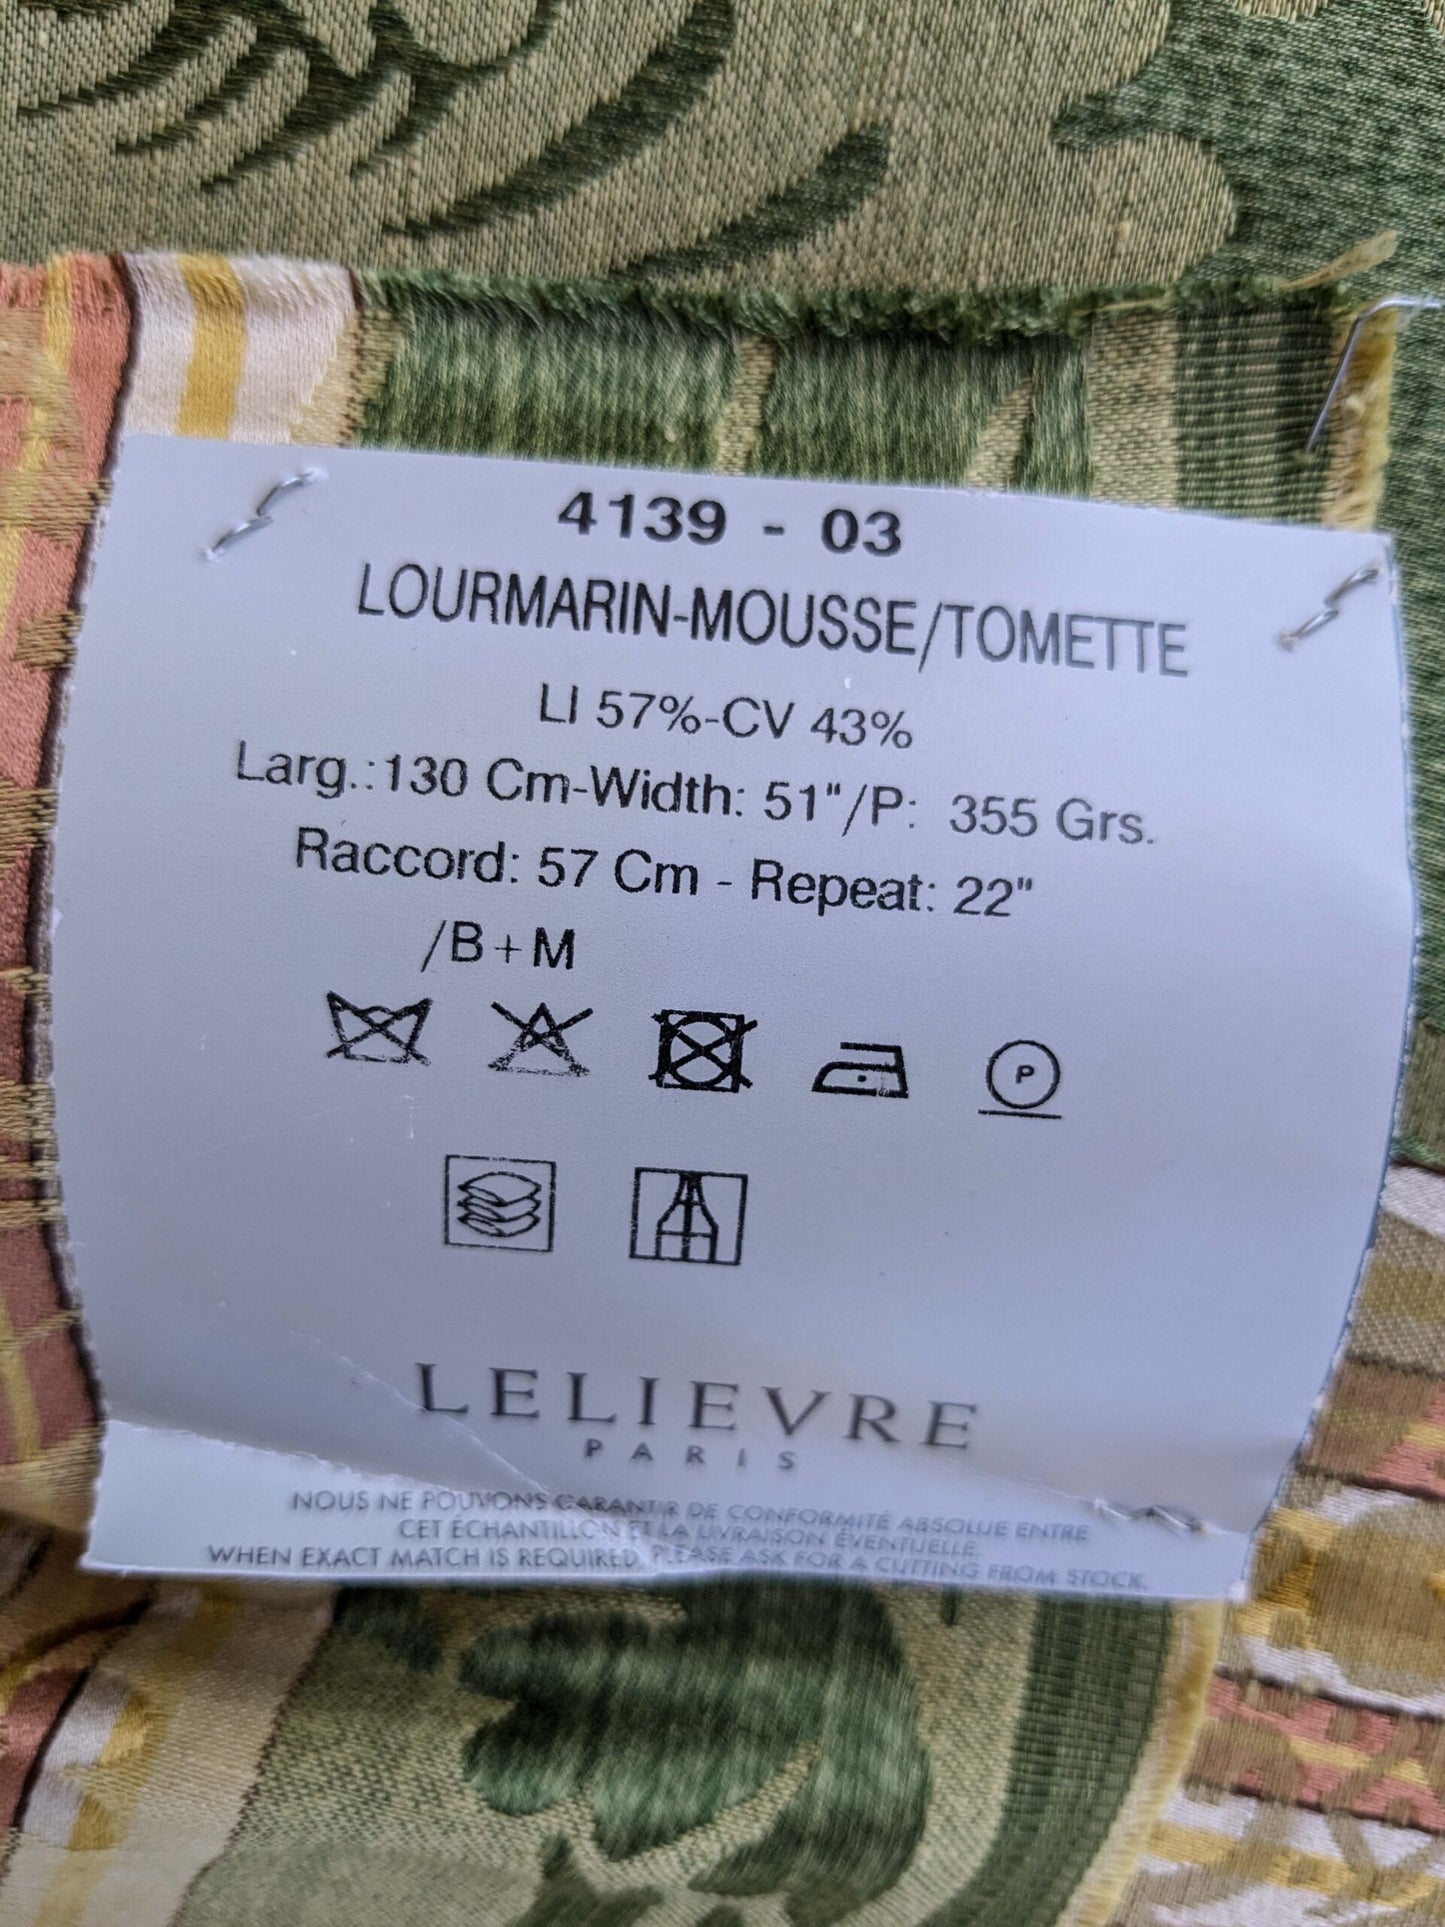 4139 - 03
LOURMARIN-MOUSSE/TOMETTE
LI 57%-CV 43%
Larg.:130 Cm-Width: 51"/P: 355 Grs.
Raccord: 57 Cm - Repeat: 22"
/B+M
P
LELIEVRE
PARIS
NOUS NE POUVONS GARANTIR DE CONFORMITÉ ABSOLUE ENTRE
CET ÉCHANTILLON ET LA LIVRAISON ÉVENTUELLE.
WHEN EXACT MATCH IS REQUIRED, PLEASE ASK FOR A CUTTING FROM STOCK.